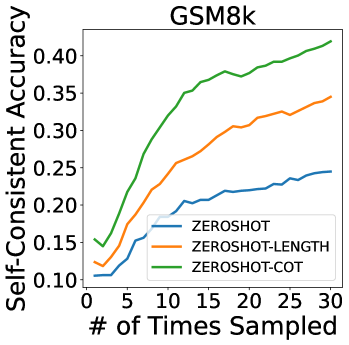 GSM8k
Self-Consistent Accuracy
0.40
0.35
0.30
0.25
0.20
0.15
0.10
ZEROSHOT
ZEROSHOT-LENGTH
ZEROSHOT-COT
0 5 10 15 20 25 30
# of Times Sampled